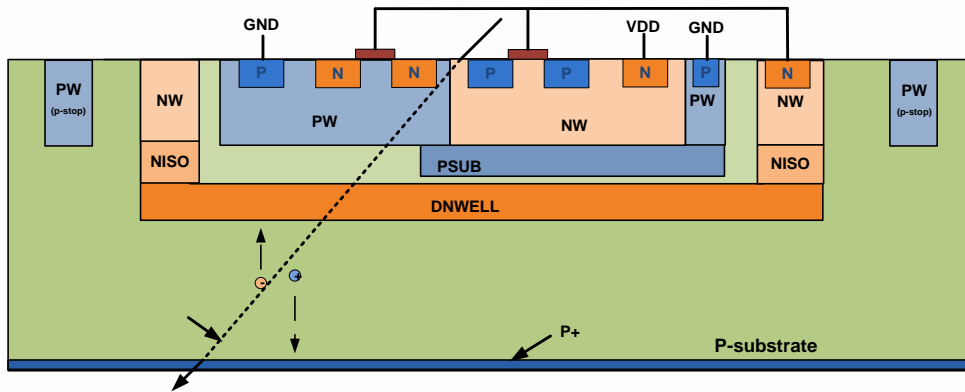 GND
VDD
GND
PW
(p-stop)
NW
P
N
N
P
P
N
P
N
PW
(p-stop)
PW
NW
PW
NW
NISO
PSUB
NISO
DNWELL
-
+
P+
P-substrate